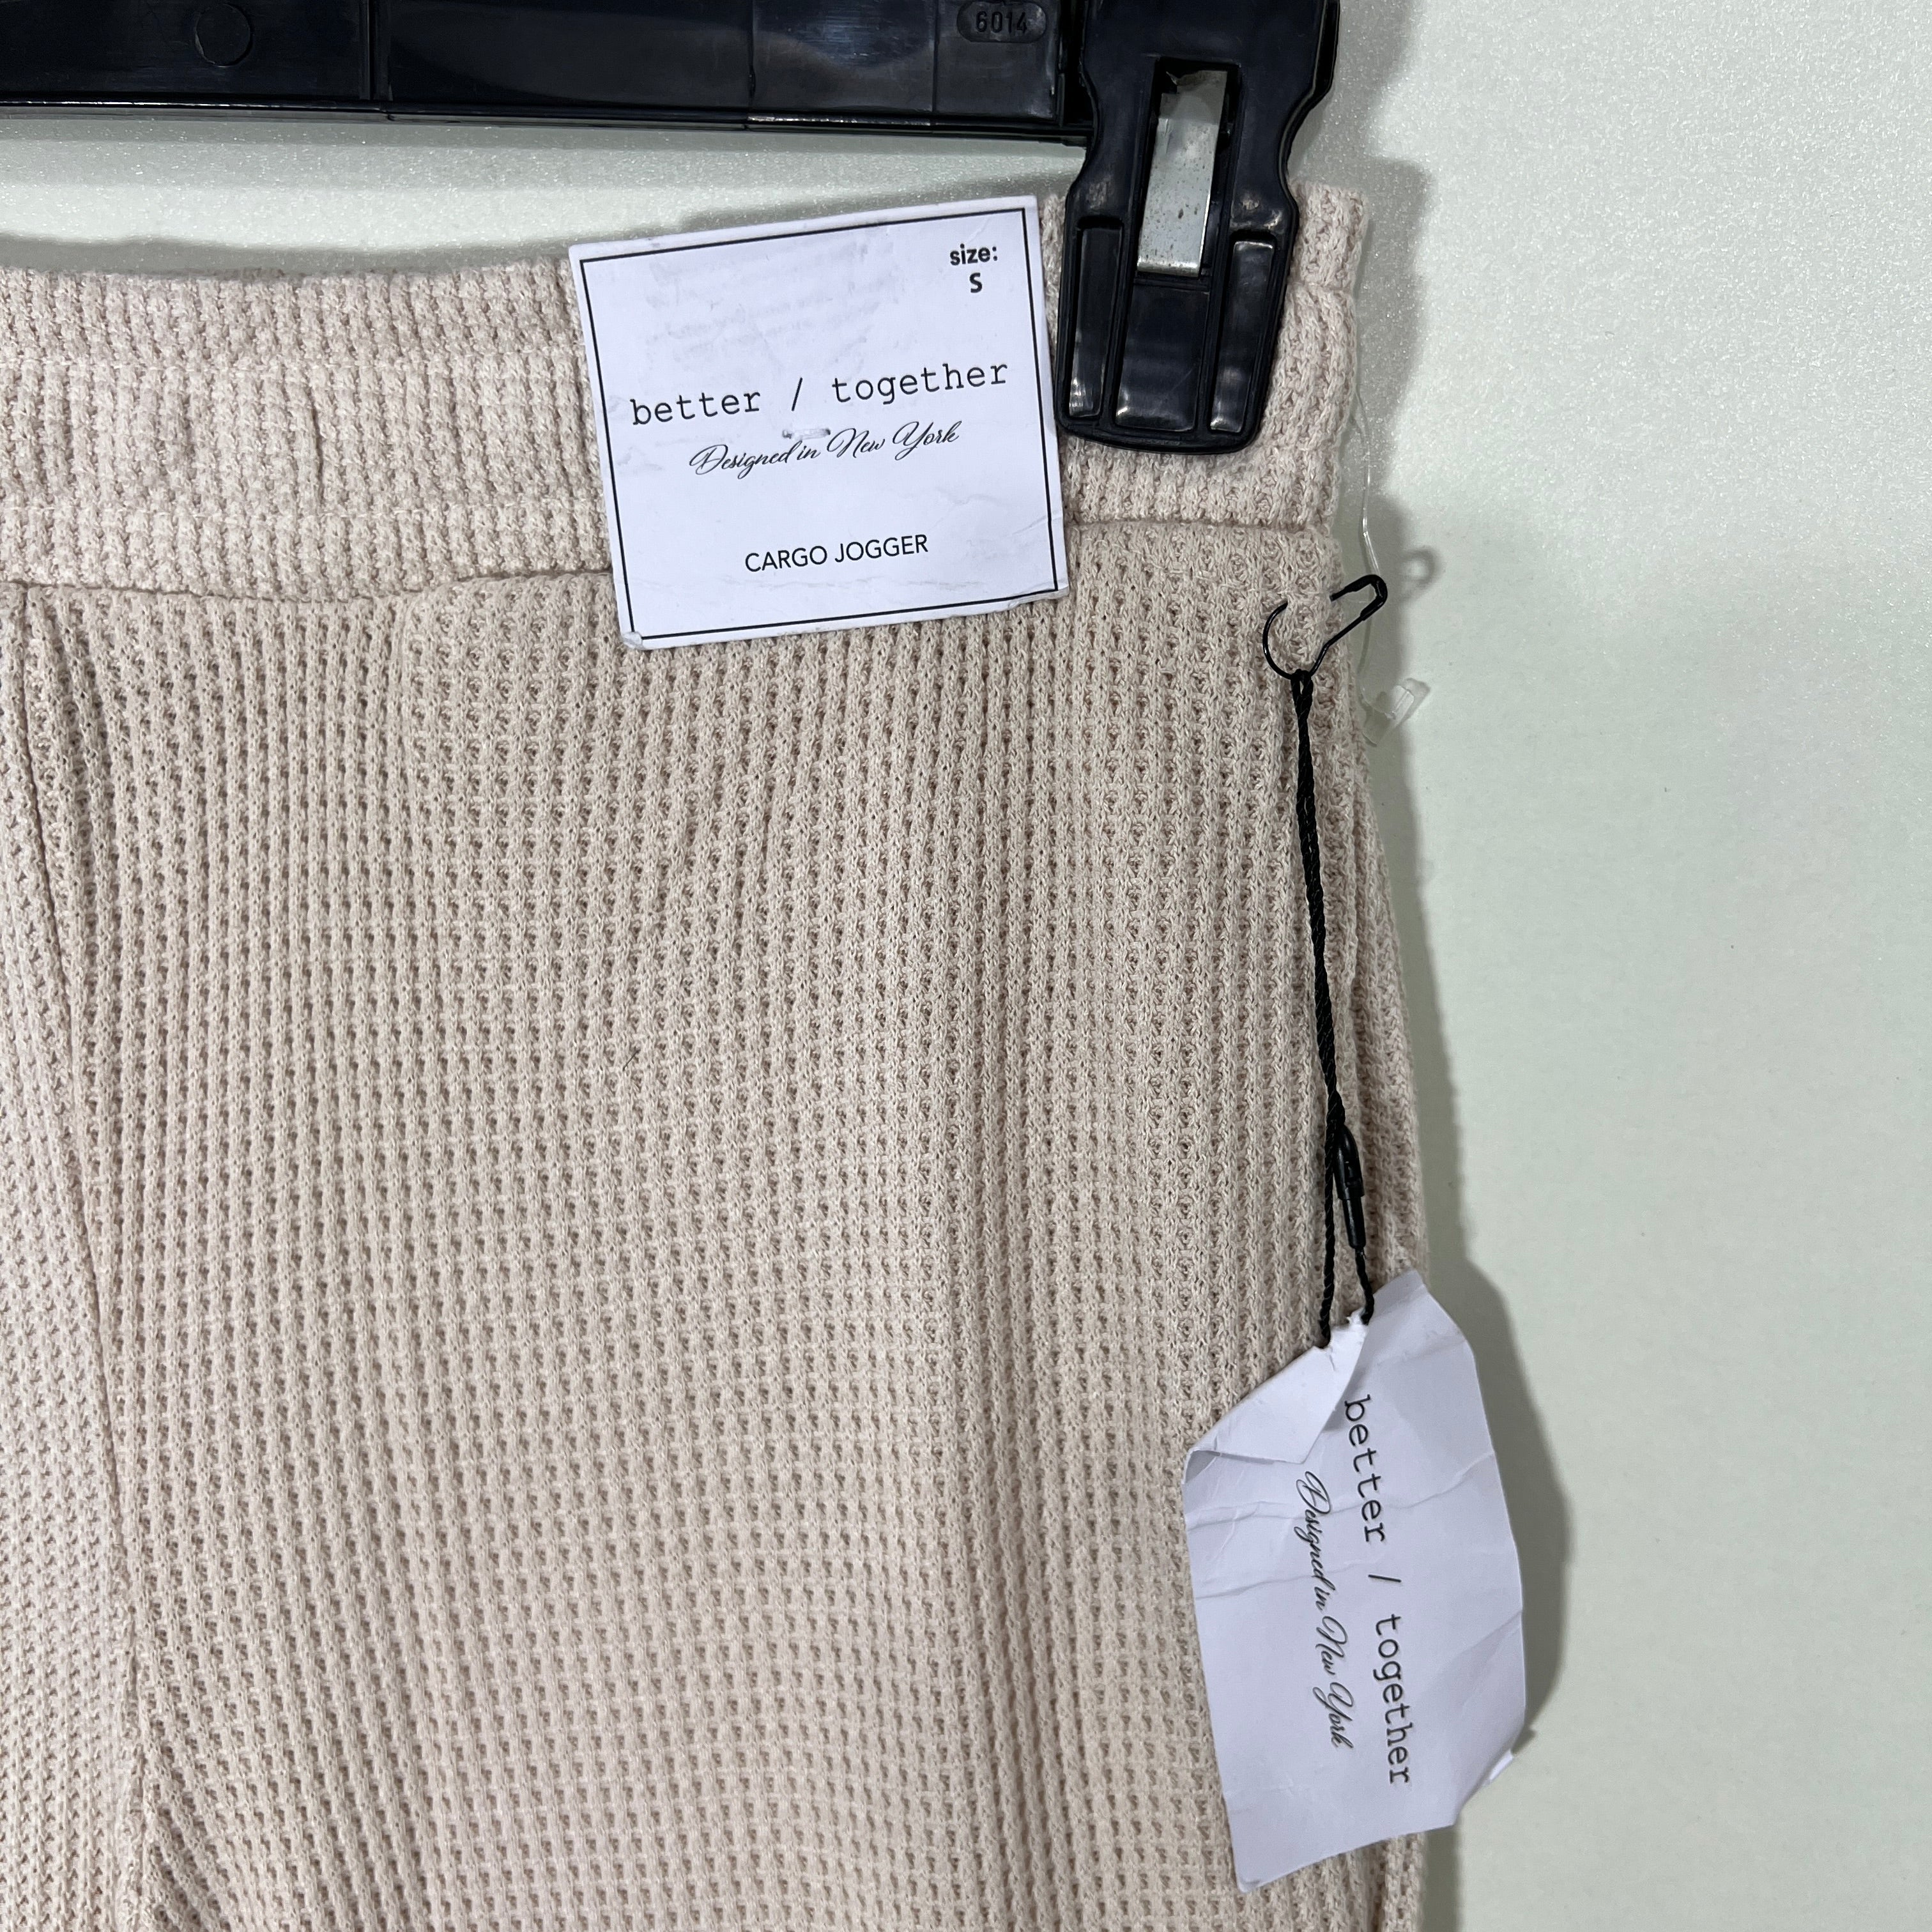 6014
size:
S
better / together
Designed in New York
CARGO JOGGER
better / together
Designed in New York